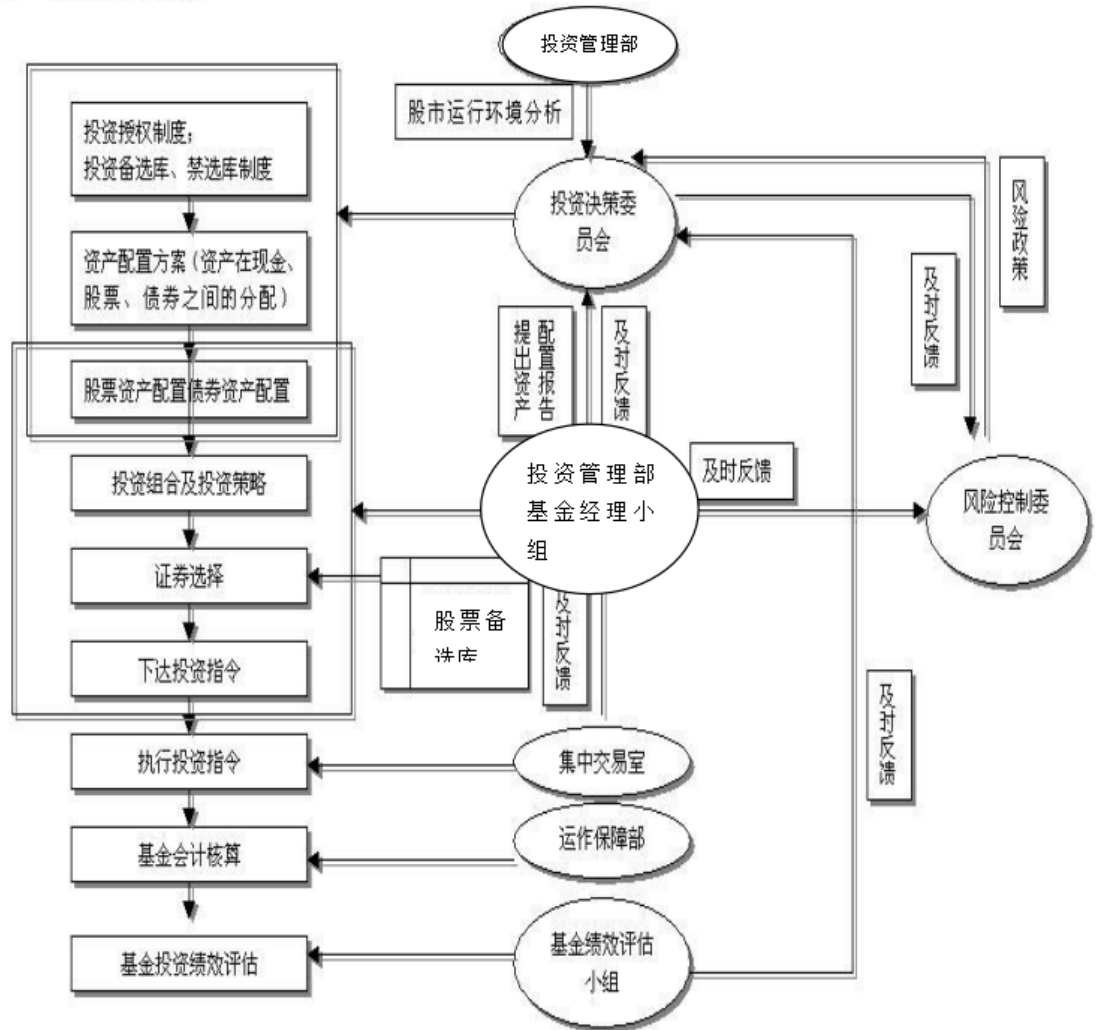 投资管理部
股市运行环境分析
投资授权制度；
投资备选库、禁选库制度
投资决策委
员会
风险政策
资产配置方案（资产在现金、
股票、债券之间的分配）
及时反馈
提出资产
配置报告
及时反馈
股票资产配置债券资产配置
投资管理部
基金经理小
组
及时反馈
投资组合及投资策略
风险控制委
员会
证券选择
股票备
选库
及时反馈
下达投资指令
及时反馈
执行投资指令
集中交易室
运作保障部
基金会计核算
基金绩效评估
小组
基金投资绩效评估